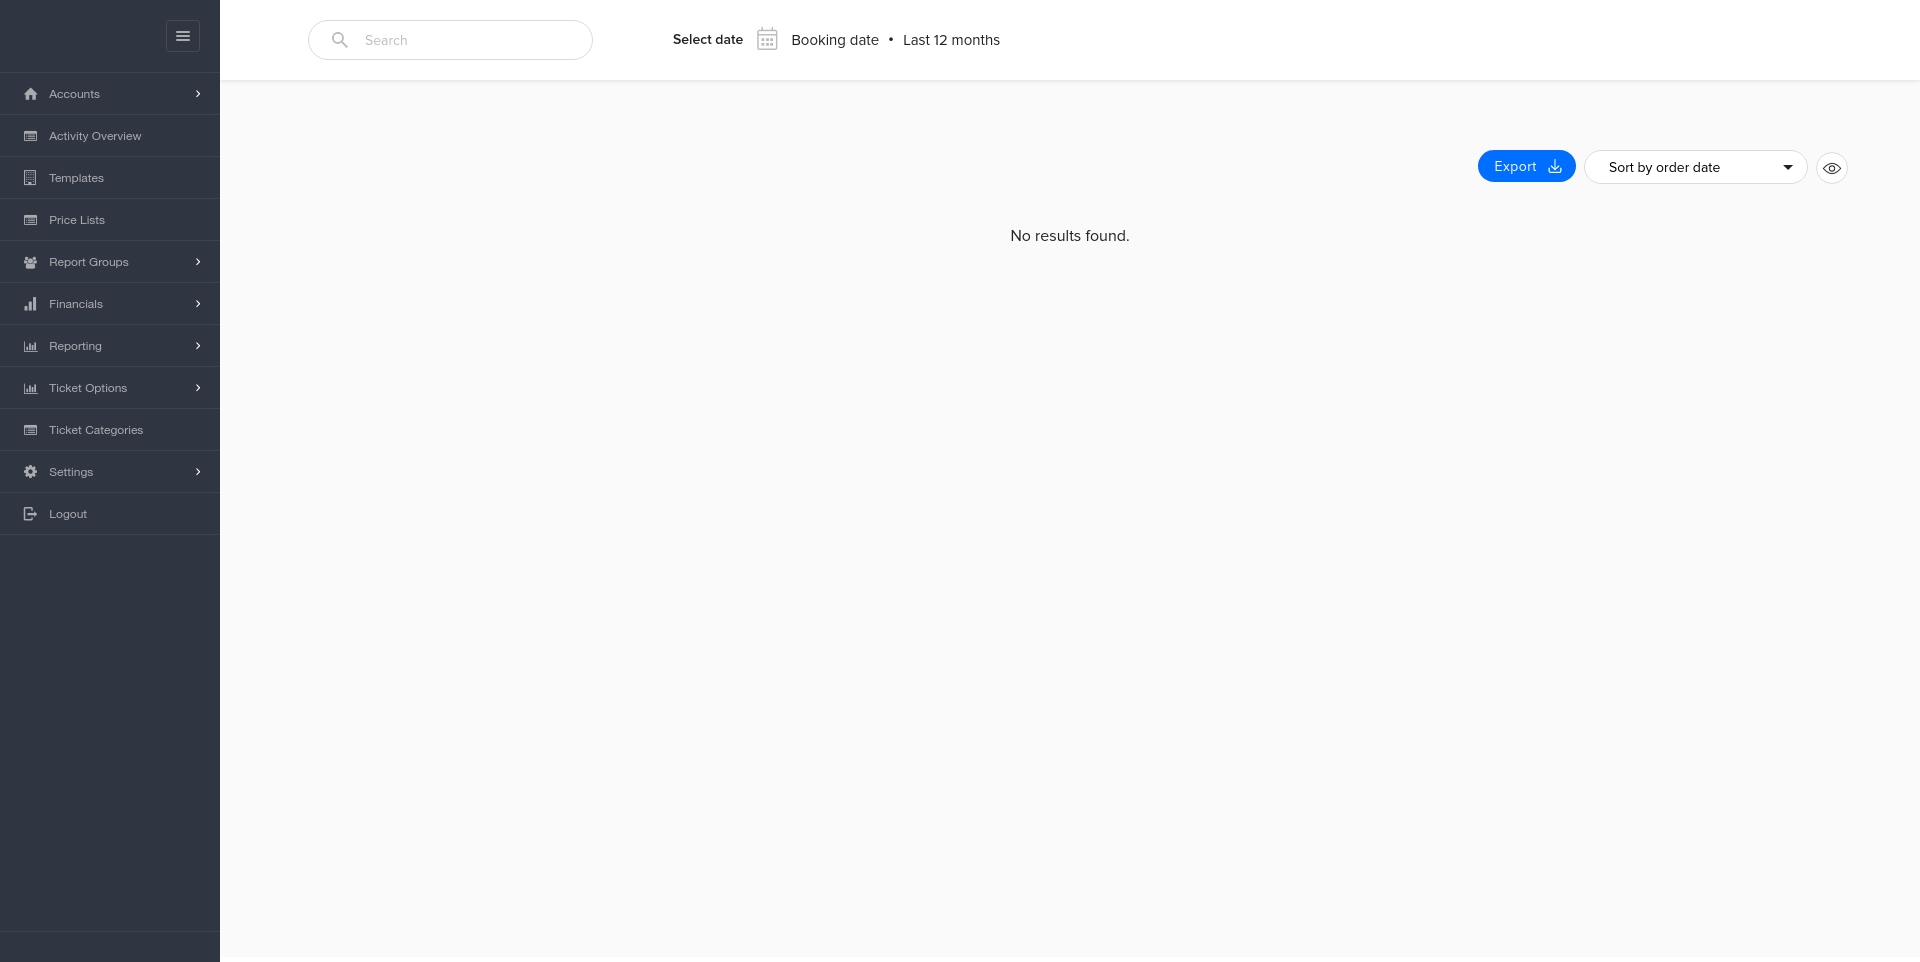 Search
Select date Booking date • Last 12 months
Accounts
Activity Overview
Templates
Price Lists
Report Groups
Financials
Reporting
Ticket Options
Ticket Categories
Settings
Logout
Export
Sort by order date
No results found.